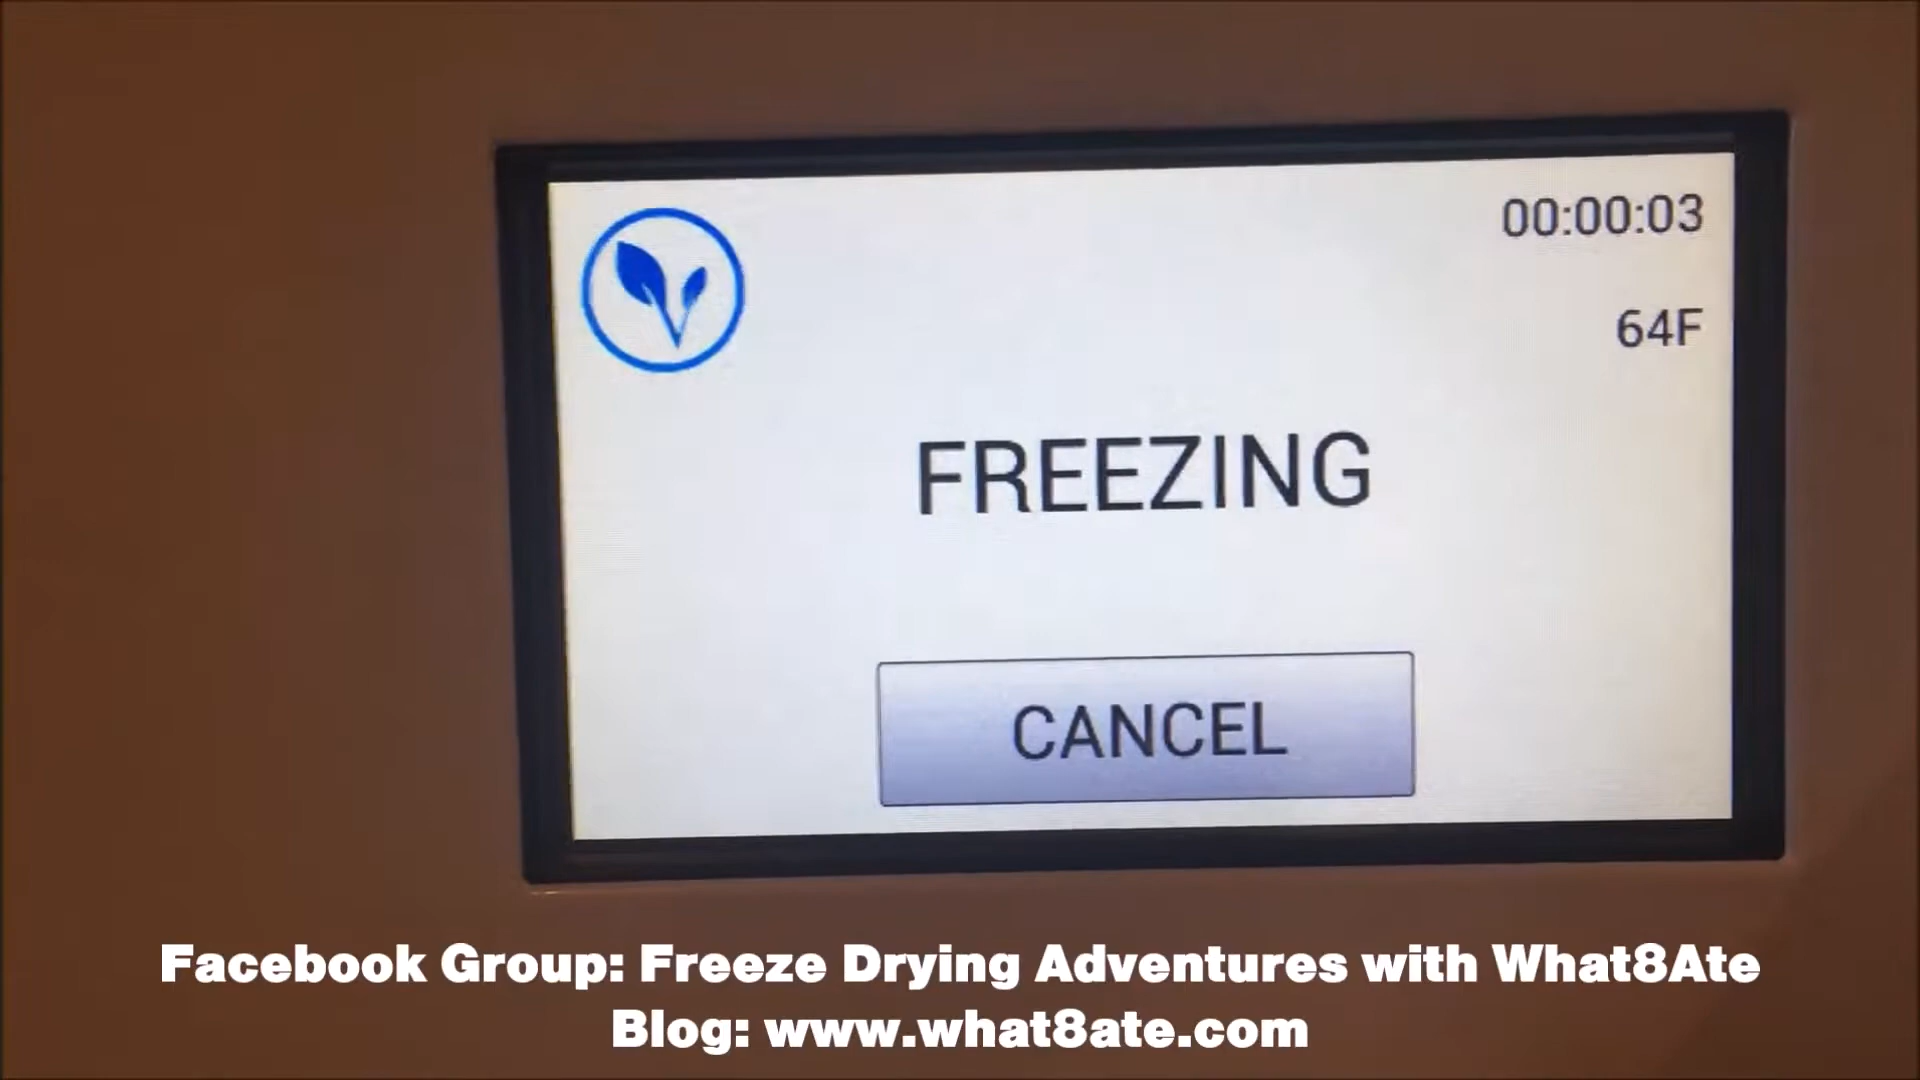 00:00:03
64F
FREEZING
CANCEL
Facebook Group: Freeze Drying Adventures with What8Ate
Blog: www.what8ate.com